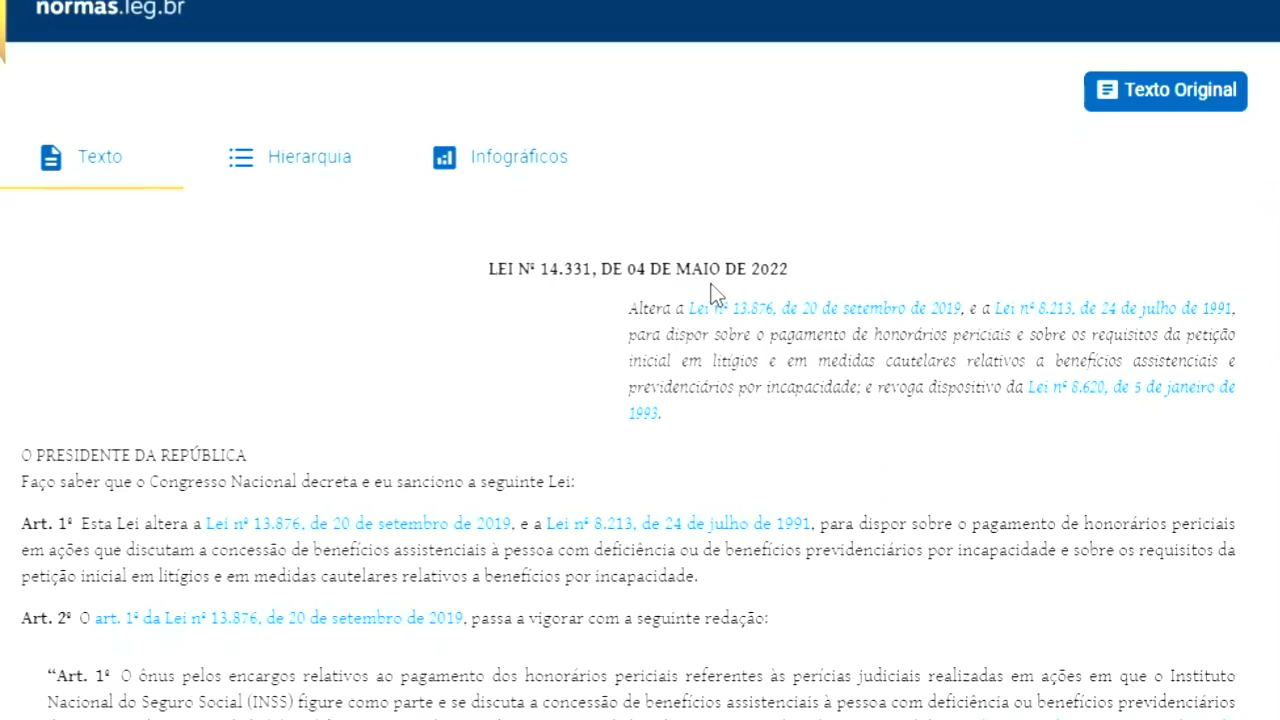 normas.leg.br
Texto Original
Texto
Hierarquia
Infográficos
LEI Nº 14.331, DE 04 DE MAIO DE 2022
Altera a Lei nº 13.876, de 20 de setembro de 2019, e a Lei nº 8.213, de 24 de julho de 1991,
para dispor sobre o pagamento de honorários periciais e sobre os requisitos da petição
inicial em litígios e em medidas cautelares relativos a benefícios assistenciais e
previdenciários por incapacidade; e revoga dispositivo da Lei nº 8.620, de 5 de janeiro de
1993.
O PRESIDENTE DA REPÚBLICA
Faço saber que o Congresso Nacional decreta e eu sanciono a seguinte Lei:
Art. 1º Esta Lei altera a Lei nº 13.876, de 20 de setembro de 2019, e a Lei nº 8.213, de 24 de julho de 1991, para dispor sobre o pagamento de honorários periciais
em ações que discutam a concessão de benefícios assistenciais à pessoa com deficiência ou de benefícios previdenciários por incapacidade e sobre os requisitos da
petição inicial em litígios e em medidas cautelares relativos a benefícios por incapacidade.
Art. 2º O art. 1º da Lei nº 13.876, de 20 de setembro de 2019, passa a vigorar com a seguinte redação:
“Art. 1º O ônus pelos encargos relativos ao pagamento dos honorários periciais referentes às perícias judiciais realizadas em ações em que o Instituto
Nacional do Seguro Social (INSS) figure como parte e se discuta a concessão de benefícios assistenciais à pessoa com deficiência ou benefícios previdenciários